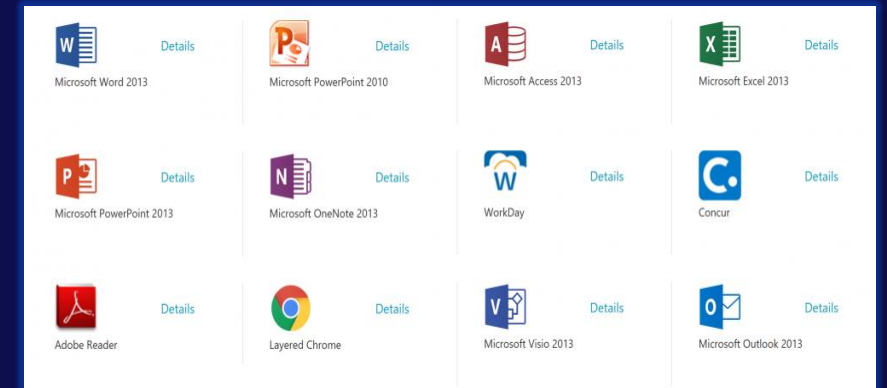 W Details P Details A Details X Details
Microsoft Word 2013 Microsoft PowerPoint 2010 Microsoft Access 2013 Microsoft Excel 2013
P Details N Details W Details C. Details
Microsoft PowerPoint 2013 Microsoft OneNote 2013 WorkDay Concur
Details Details V Details O Details
Adobe Reader Layered Chrome Microsoft Visio 2013 Microsoft Outlook 2013